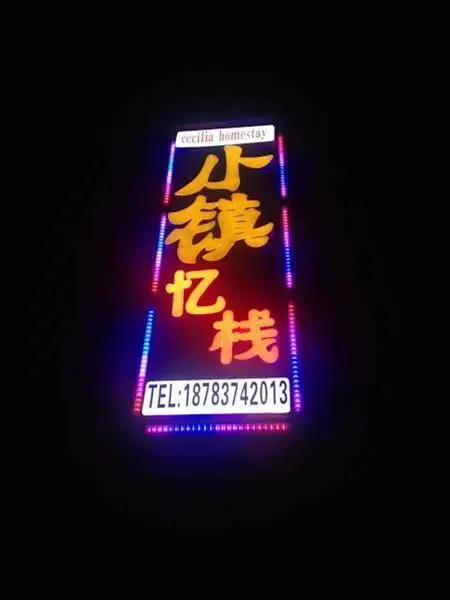 cecilia homestay
小
镇
忆
栈
TEL:18783742013